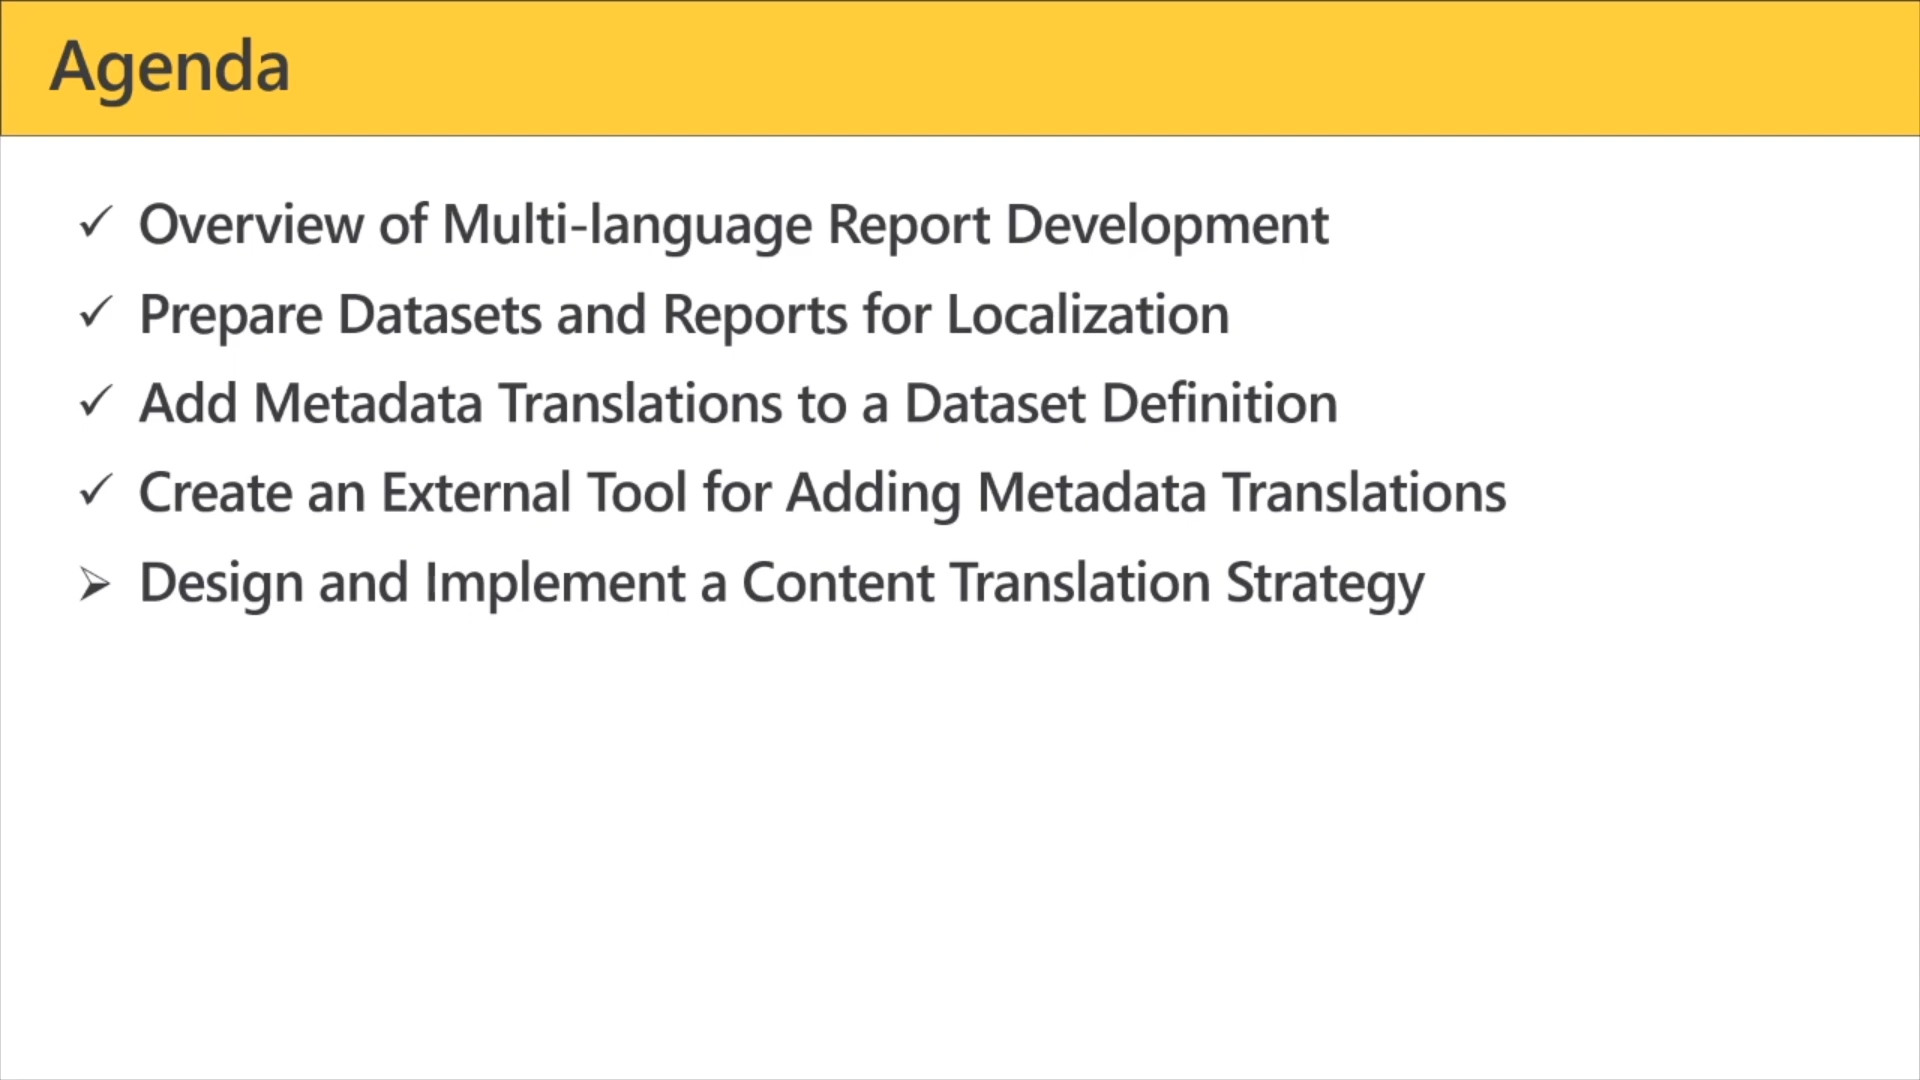 Agenda
✓ Overview of Multi-language Report Development
✓ Prepare Datasets and Reports for Localization
✓ Add Metadata Translations to a Dataset Definition
✓ Create an External Tool for Adding Metadata Translations
➢ Design and Implement a Content Translation Strategy